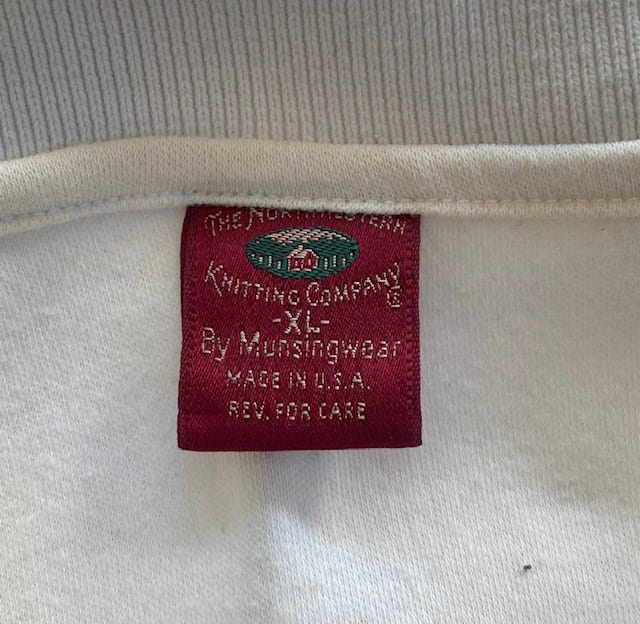 THE NORTHWESTERN
KNITTING COMPANY ®
-XL-
By Munsingwear
MADE IN U.S.A.
REV. FOR CARE